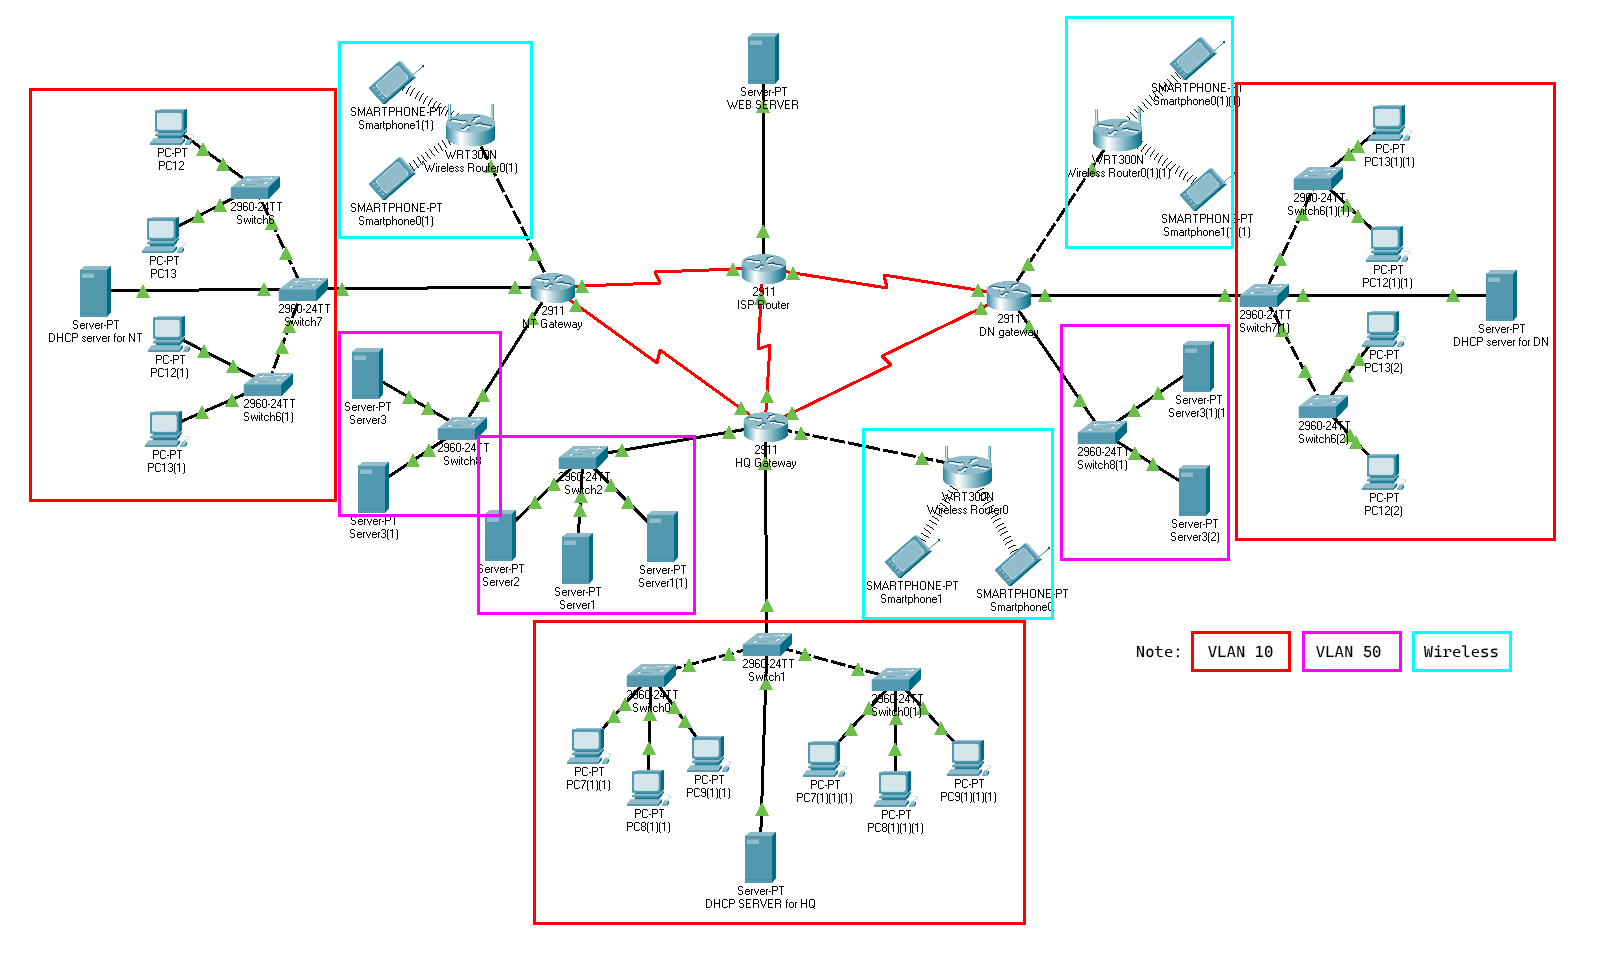 Server-PT
WEB SERVER
SMARTPHONE-PT
Smartphone1(1)
WRT300N
Wireless Router0(1)
SMARTPHONE-PT
Smartphone0(1)
SMARTPHONE-PT
Smartphone0(1)(1)
WRT300N
Wireless Router0(1)(1)
SMARTPHONE-PT
Smartphone1(1)(1)
PC-PT
PC12
2960-24TT
Switch6
PC-PT
PC13
Server-PT
DHCP server for NT
2960-24TT
Switch7
PC-PT
PC12(1)
2960-24TT
Switch6(1)
PC-PT
PC13(1)
2911
NT Gateway
2911
ISP Router
2911
DN gateway
PC-PT
PC13(1)(1)
2960-24TT
Switch6(1)(1)
PC-PT
PC12(1)(1)
2960-24TT
Switch7(1)
Server-PT
DHCP server for DN
PC-PT
PC13(2)
2960-24TT
Switch6(2)
PC-PT
PC12(2)
Server-PT
Server3
2960-24TT
Switch8
Server-PT
Server3(1)
2911
HQ Gateway
2960-24TT
Switch2
Server-PT
Server2
Server-PT
Server1
Server-PT
Server1(1)
WRT300N
Wireless Router0
SMARTPHONE-PT
Smartphone1
SMARTPHONE-PT
Smartphone0
Server-PT
Server3(1)(1
2960-24TT
Switch8(1)
Server-PT
Server3(2)
Note: VLAN 10 VLAN 50 Wireless
2960-24TT
Switch1
2960-24TT
Switch0
2960-24TT
Switch0(1)
PC-PT
PC7(1)(1)
PC-PT
PC8(1)(1)
PC-PT
PC9(1)(1)
PC-PT
PC7(1)(1)(1)
PC-PT
PC8(1)(1)(1)
PC-PT
PC9(1)(1)(1)
Server-PT
DHCP SERVER for HQ